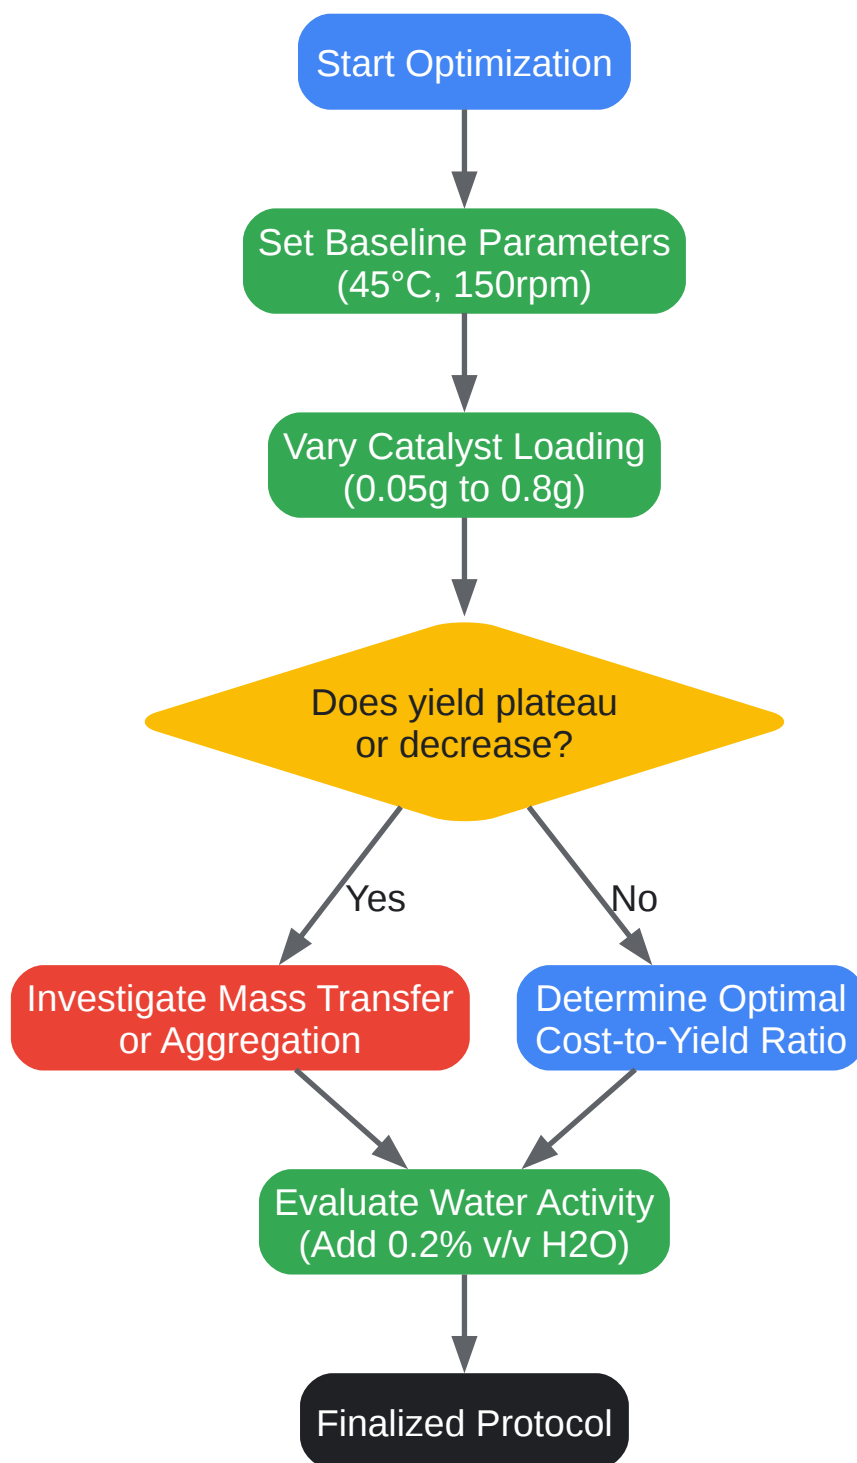 Start Optimization
Set Baseline Parameters
(45°C, 150rpm)
Vary Catalyst Loading
(0.05g to 0.8g)
Does yield plateau
or decrease?
Yes
No
Investigate Mass Transfer
or Aggregation
Determine Optimal
Cost-to-Yield Ratio
Evaluate Water Activity
(Add 0.2% v/v H2O)
Finalized Protocol